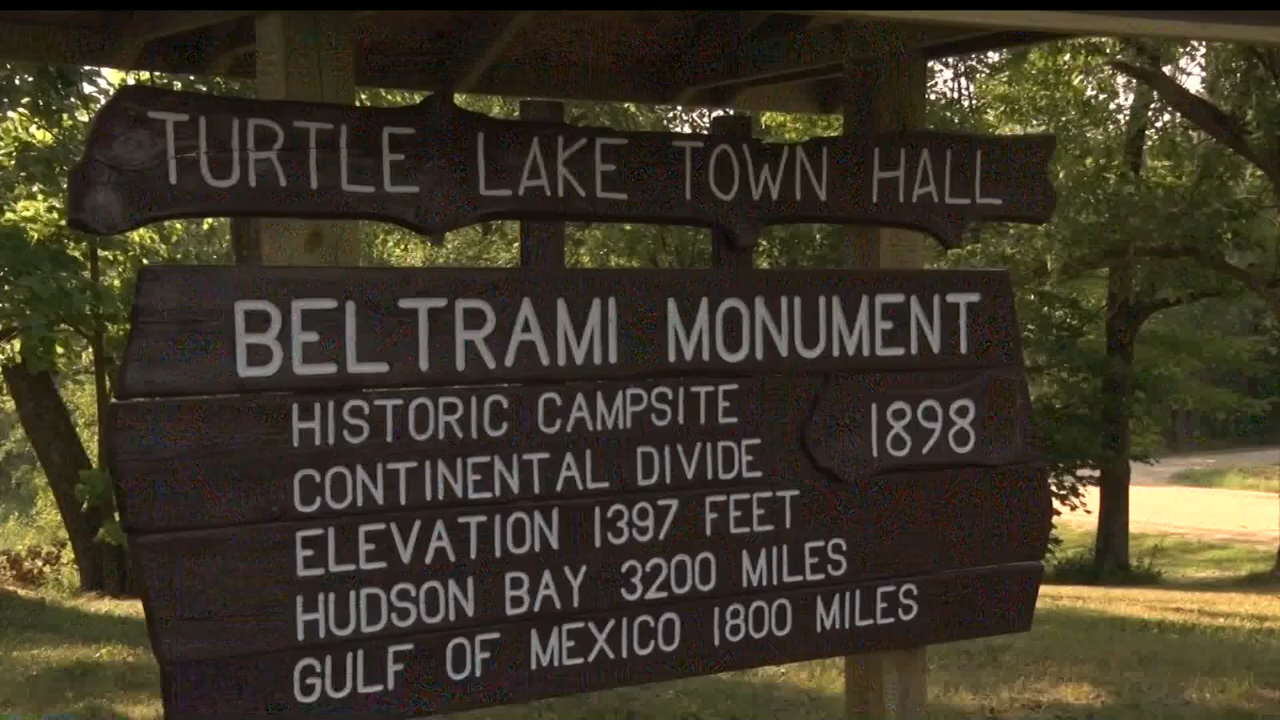 TURTLE LAKE TOWN HALL
BELTRAMI MONUMENT
HISTORIC CAMPSITE
1898
CONTINENTAL DIVIDE
ELEVATION 1397 FEET
HUDSON BAY 3200 MILES
GULF OF MEXICO 1800 MILES